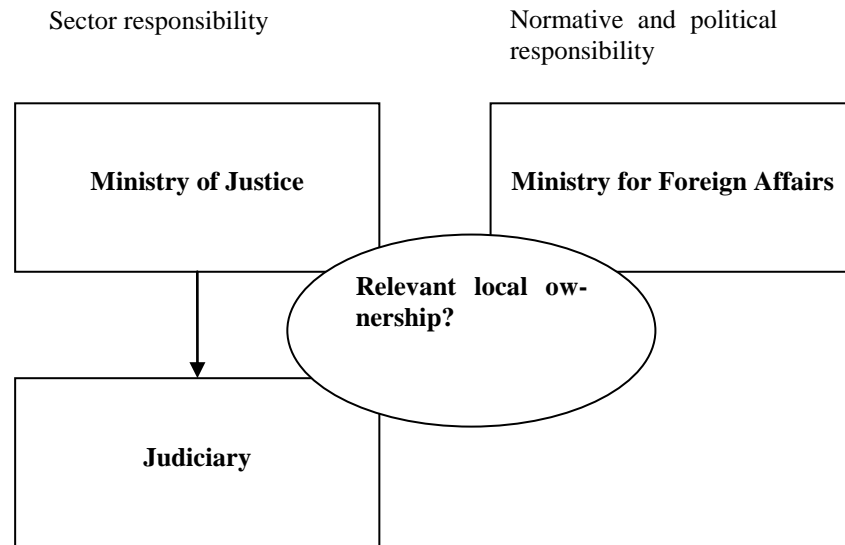 Sector responsibility
Normative and political
responsibility
Ministry of Justice
Ministry for Foreign Affairs
Relevant local ow-
nership?
Judiciary